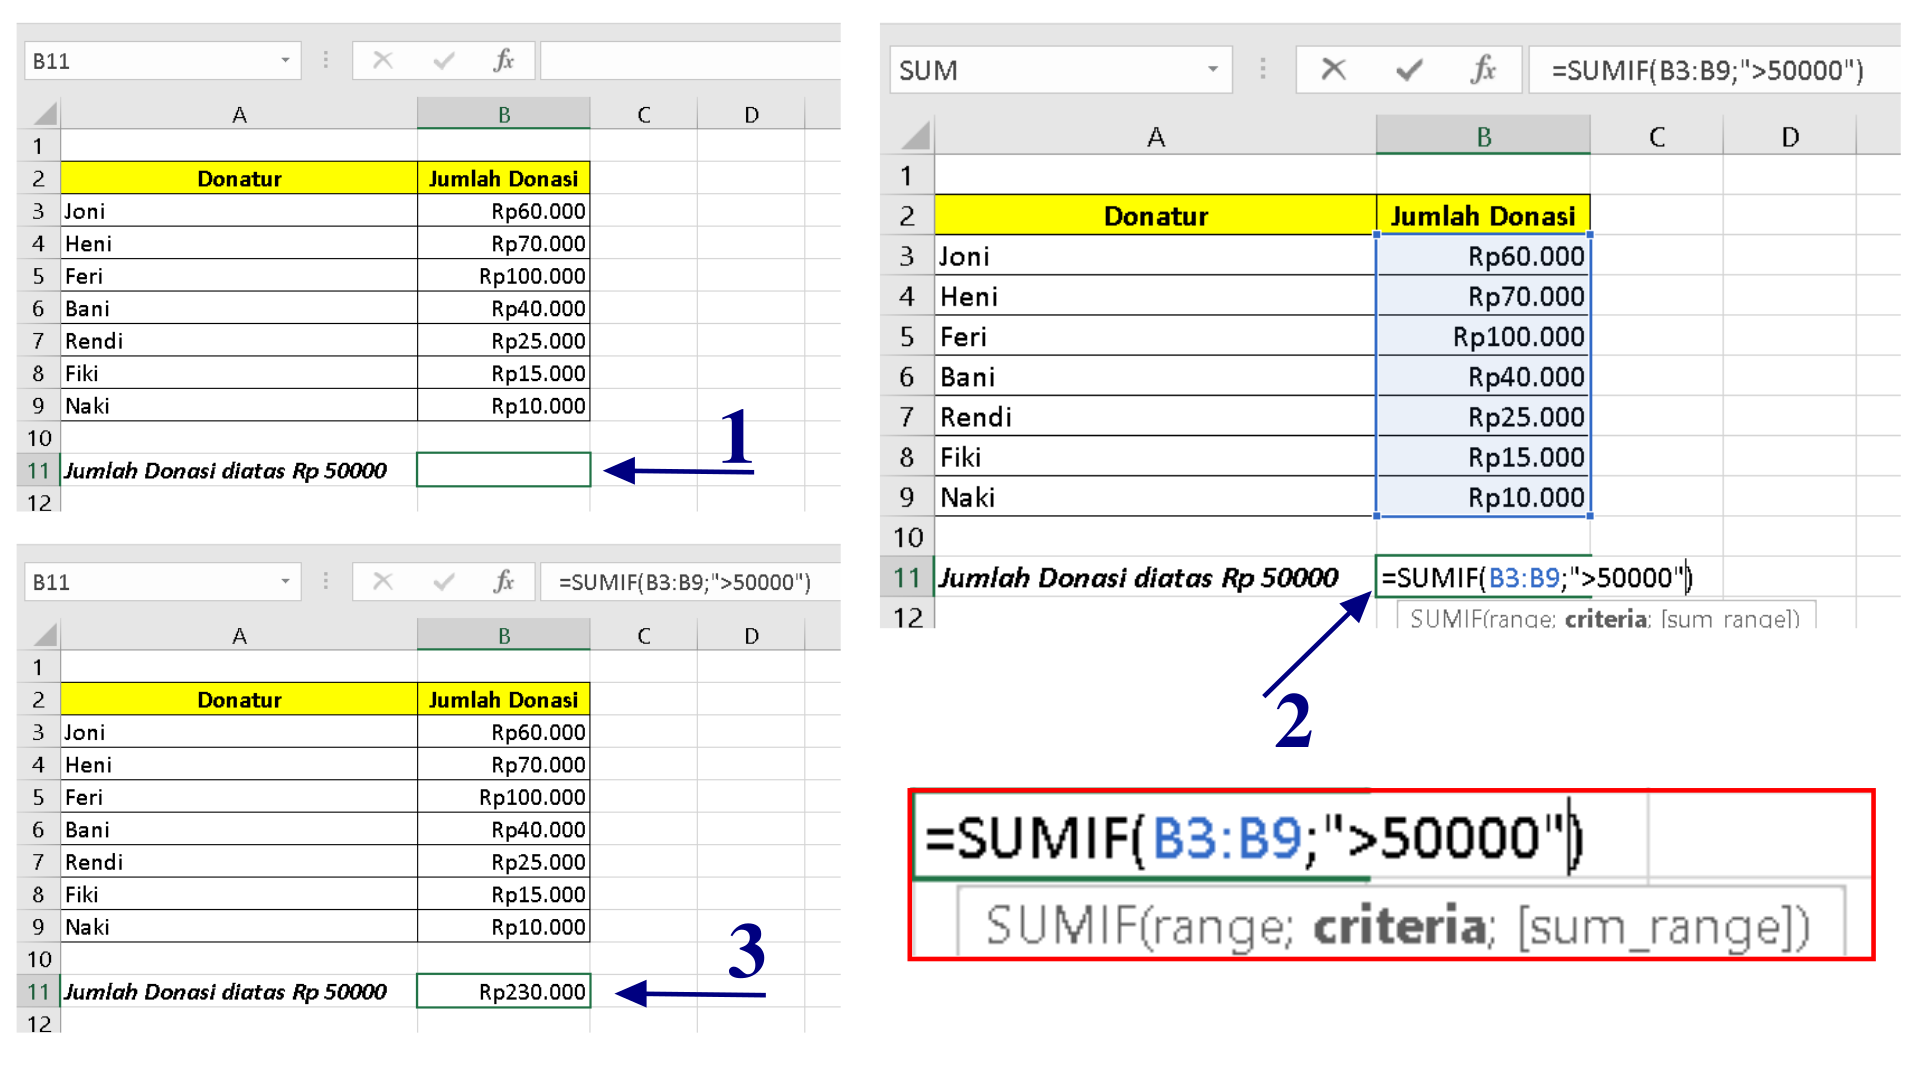 B11
fx
A B C D
1
2 Donatur Jumlah Donasi
3 Joni Rp60.000
4 Heni Rp70.000
5 Feri Rp100.000
6 Bani Rp40.000
7 Rendi Rp25.000
8 Fiki Rp15.000
9 Naki Rp10.000
10
11 Jumlah Donasi diatas Rp 50000
12
1
SUM fx =SUMIF(B3:B9;">50000")
A B C D
1
2 Donatur Jumlah Donasi
3 Joni Rp60.000
4 Heni Rp70.000
5 Feri Rp100.000
6 Bani Rp40.000
7 Rendi Rp25.000
8 Fiki Rp15.000
9 Naki Rp10.000
10
11 Jumlah Donasi diatas Rp 50000 =SUMIF(B3:B9;">50000")
12 SUMIF(range; criteria; [sum_range])
2
B11 fx =SUMIF(B3:B9;">50000")
A B C D
1
2 Donatur Jumlah Donasi
3 Joni Rp60.000
4 Heni Rp70.000
5 Feri Rp100.000
6 Bani Rp40.000
7 Rendi Rp25.000
8 Fiki Rp15.000
9 Naki Rp10.000
10
11 Jumlah Donasi diatas Rp 50000 Rp230.000
12
3
=SUMIF(B3:B9;">50000")
SUMIF(range; criteria; [sum_range])